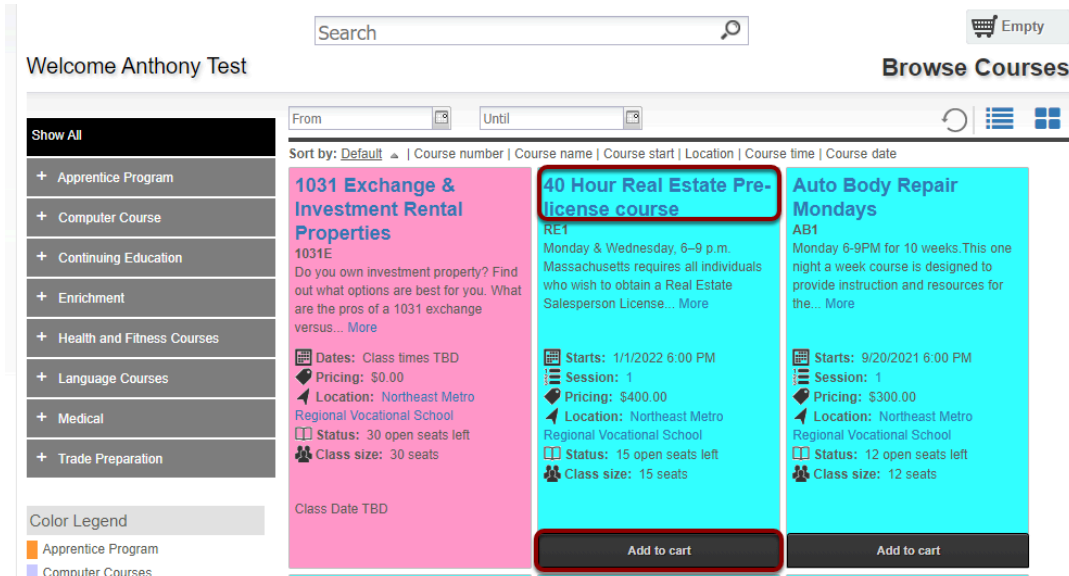 Search
Empty
Welcome Anthony Test
Browse Courses
From
Until
Show All
Sort by: Default | Course number | Course name | Course start | Location | Course time | Course date
+ Apprentice Program
+ Computer Course
+ Continuing Education
+ Enrichment
+ Health and Fitness Courses
+ Language Courses
+ Medical
+ Trade Preparation
Color Legend
Apprentice Program
Computer Courses
1031 Exchange &
Investment Rental
Properties
1031E
Do you own investment property? Find
out what options are best for you. What
are the pros of a 1031 exchange
versus... More
Dates: Class times TBD
Pricing: $0.00
Location: Northeast Metro
Regional Vocational School
Status: 30 open seats left
Class size: 30 seats
Class Date TBD
40 Hour Real Estate Pre-
license course
RE1
Monday & Wednesday, 6–9 p.m.
Massachusetts requires all individuals
who wish to obtain a Real Estate
Salesperson License... More
Starts: 1/1/2022 6:00 PM
Session: 1
Pricing: $400.00
Location: Northeast Metro
Regional Vocational School
Status: 15 open seats left
Class size: 15 seats
Add to cart
Auto Body Repair
Mondays
AB1
Monday 6-9PM for 10 weeks.This one
night a week course is designed to
provide instruction and resources for
the... More
Starts: 9/20/2021 6:00 PM
Session: 1
Pricing: $300.00
Location: Northeast Metro
Regional Vocational School
Status: 12 open seats left
Class size: 12 seats
Add to cart